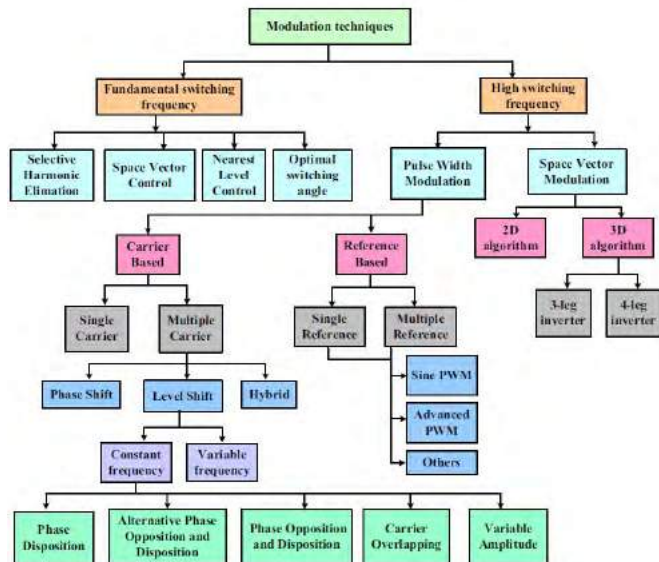 Modulation techniques
Fundamental switching
frequency
High switching
frequency
Selective
Harmonic
Elimation
Space Vector
Control
Nearest
Level
Control
Optimal
switching
angle
Pulse Width
Modulation
Space Vector
Modulation
Carrier
Based
Reference
Based
2D
algorithm
3D
algorithm
Single
Carrier
Multiple
Carrier
Single
Reference
Multiple
Reference
3-leg
inverter
4-leg
inverter
Phase Shift
Level Shift
Hybrid
Sine PWM
Advanced
PWM
Others
Constant
frequency
Variable
frequency
Phase
Disposition
Alternative Phase
Opposition and
Disposition
Phase Opposition
and Disposition
Carrier
Overlapping
Variable
Amplitude